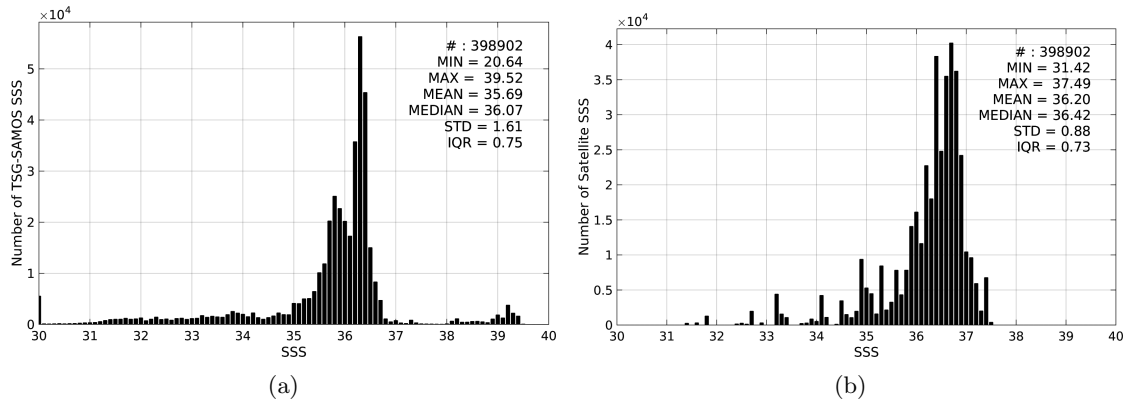 ×10⁴
Number of TSG-SAMOS SSS
5
4
3
2
1
0
# : 398902
MIN = 20.64
MAX = 39.52
MEAN = 35.69
MEDIAN = 36.07
STD = 1.61
IQR = 0.75
30 31 32 33 34 35 36 37 38 39 40
SSS
(a)
×10⁴
Number of Satellite SSS
4
3.5
3
2.5
2
1.5
1
0.5
0
# : 398902
MIN = 31.42
MAX = 37.49
MEAN = 36.20
MEDIAN = 36.42
STD = 0.88
IQR = 0.73
30 31 32 33 34 35 36 37 38 39 40
SSS
(b)